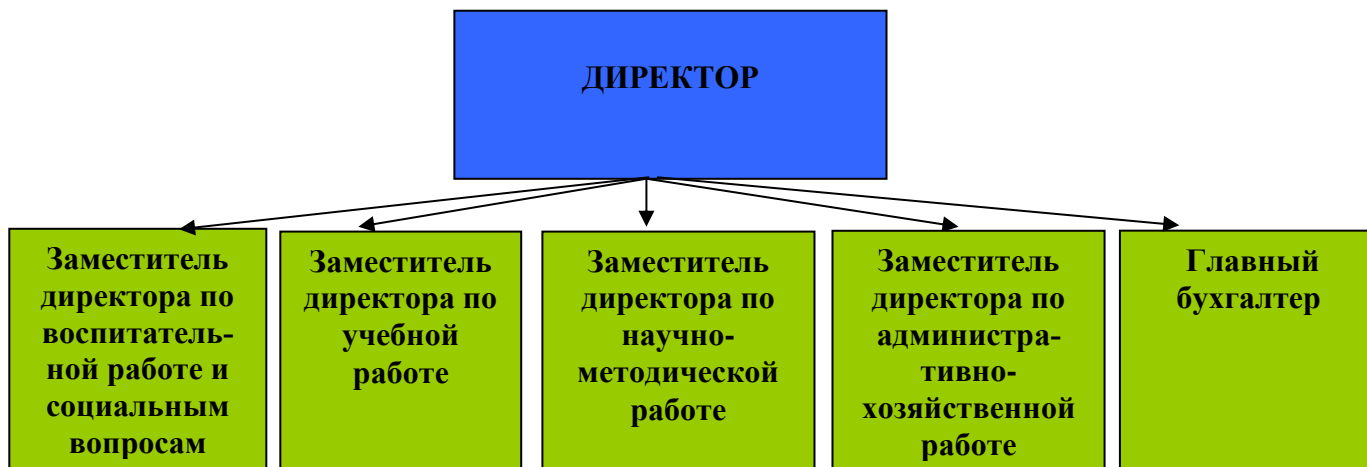 ДИРЕКТОР
Заместитель
директора по
воспитатель-
ной работе и
социальным
вопросам
Заместитель
директора по
учебной
работе
Заместитель
директора по
научно-
методической
работе
Заместитель
директора по
администра-
тивно-
хозяйственной
работе
Главный
бухгалтер